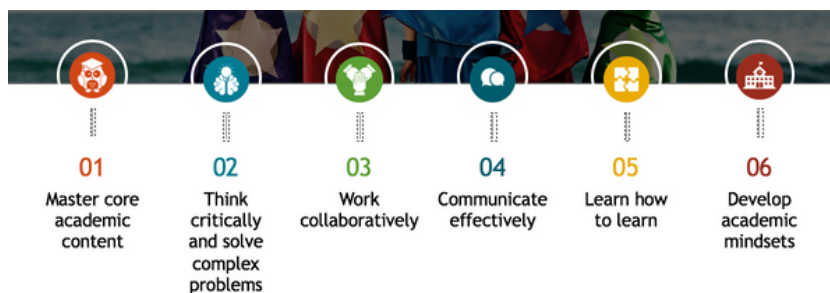 01
Master core
academic
content
02
Think
critically
and solve
complex
problems
03
Work
collaboratively
04
Communicate
effectively
05
Learn how
to learn
06
Develop
academic
mindsets